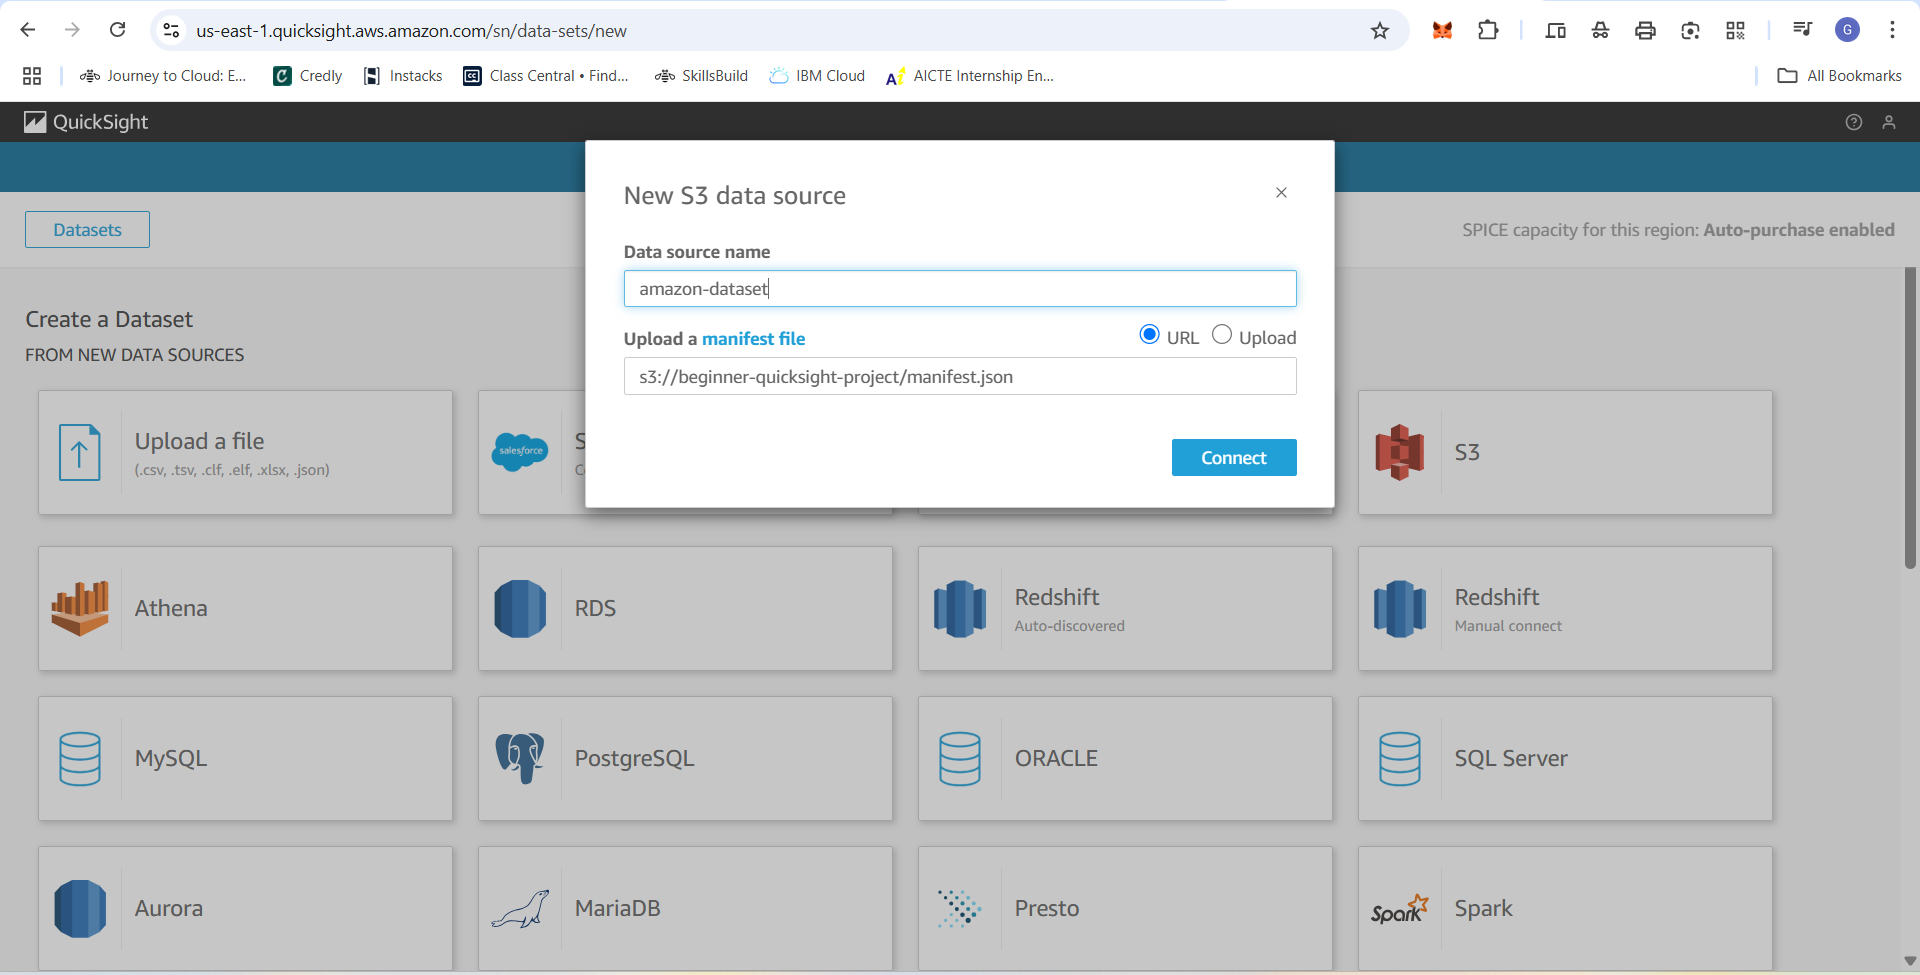 us-east-1.quicksight.aws.amazon.com/sn/data-sets/new
G
Journey to Cloud: E...
Credly
Instacks
Class Central • Find...
SkillsBuild
IBM Cloud
AICTE Internship En...
All Bookmarks
QuickSight
Datasets
SPICE capacity for this region: Auto-purchase enabled
New S3 data source
Data source name
amazon-dataset
Upload a manifest file
URL
Upload
s3://beginner-quicksight-project/manifest.json
Connect
Create a Dataset
FROM NEW DATA SOURCES
Upload a file
(.csv, .tsv, .clf, .elf, .xlsx, .json)
salesforce
S3
Athena
RDS
Redshift
Auto-discovered
Redshift
Manual connect
MySQL
PostgreSQL
ORACLE
SQL Server
Aurora
MariaDB
Presto
Spark
Spark